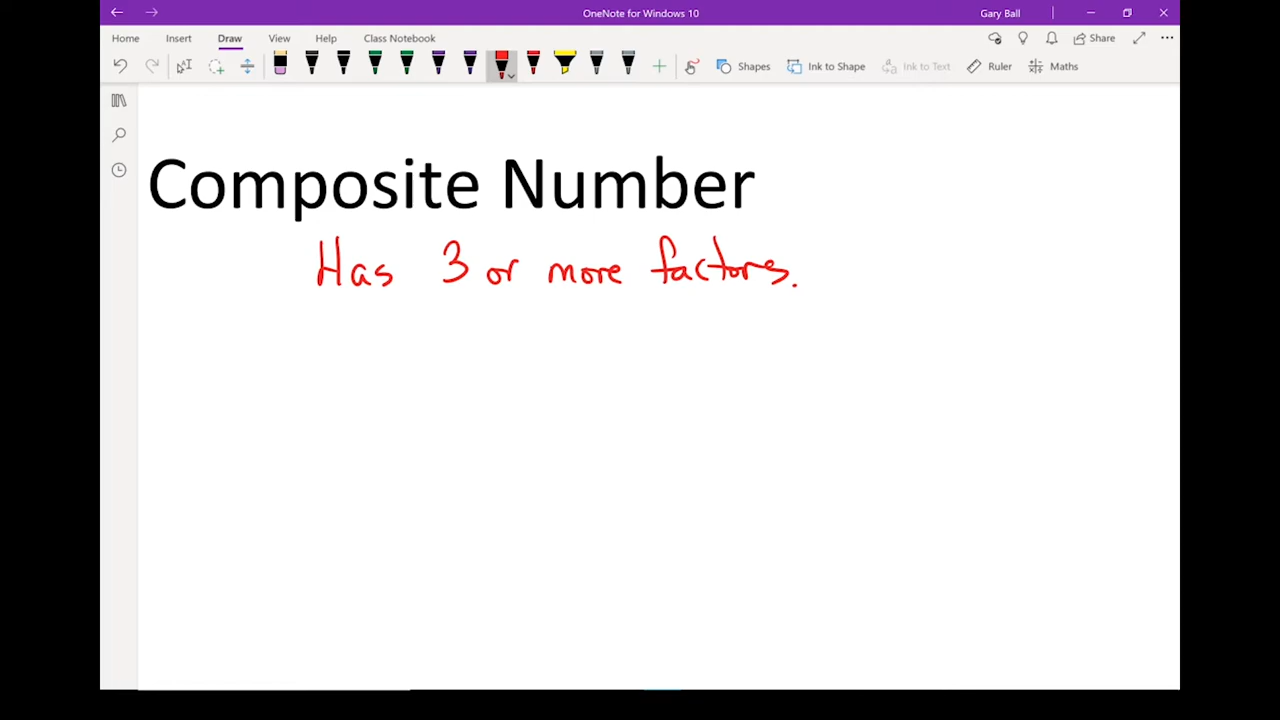 OneNote for Windows 10
Gary Ball
Home Insert Draw View Help Class Notebook
Share
Shapes Ink to Shape Ink to Text Ruler Maths
Composite Number
Has 3 or more factors.